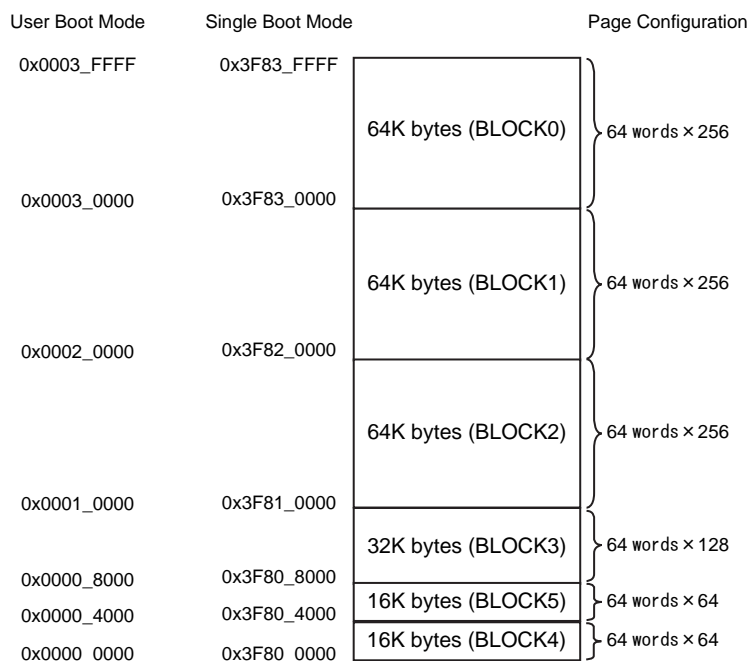 User Boot Mode Single Boot Mode Page Configuration
0x0003_FFFF 0x3F83_FFFF
64K bytes (BLOCK0) 64 words×256
0x0003_0000 0x3F83_0000
64K bytes (BLOCK1) 64 words×256
0x0002_0000 0x3F82_0000
64K bytes (BLOCK2) 64 words×256
0x0001_0000 0x3F81_0000
32K bytes (BLOCK3) 64 words×128
0x0000_8000 0x3F80_8000
16K bytes (BLOCK5) 64 words×64
0x0000_4000 0x3F80_4000
16K bytes (BLOCK4) 64 words×64
0x0000_0000 0x3F80_0000